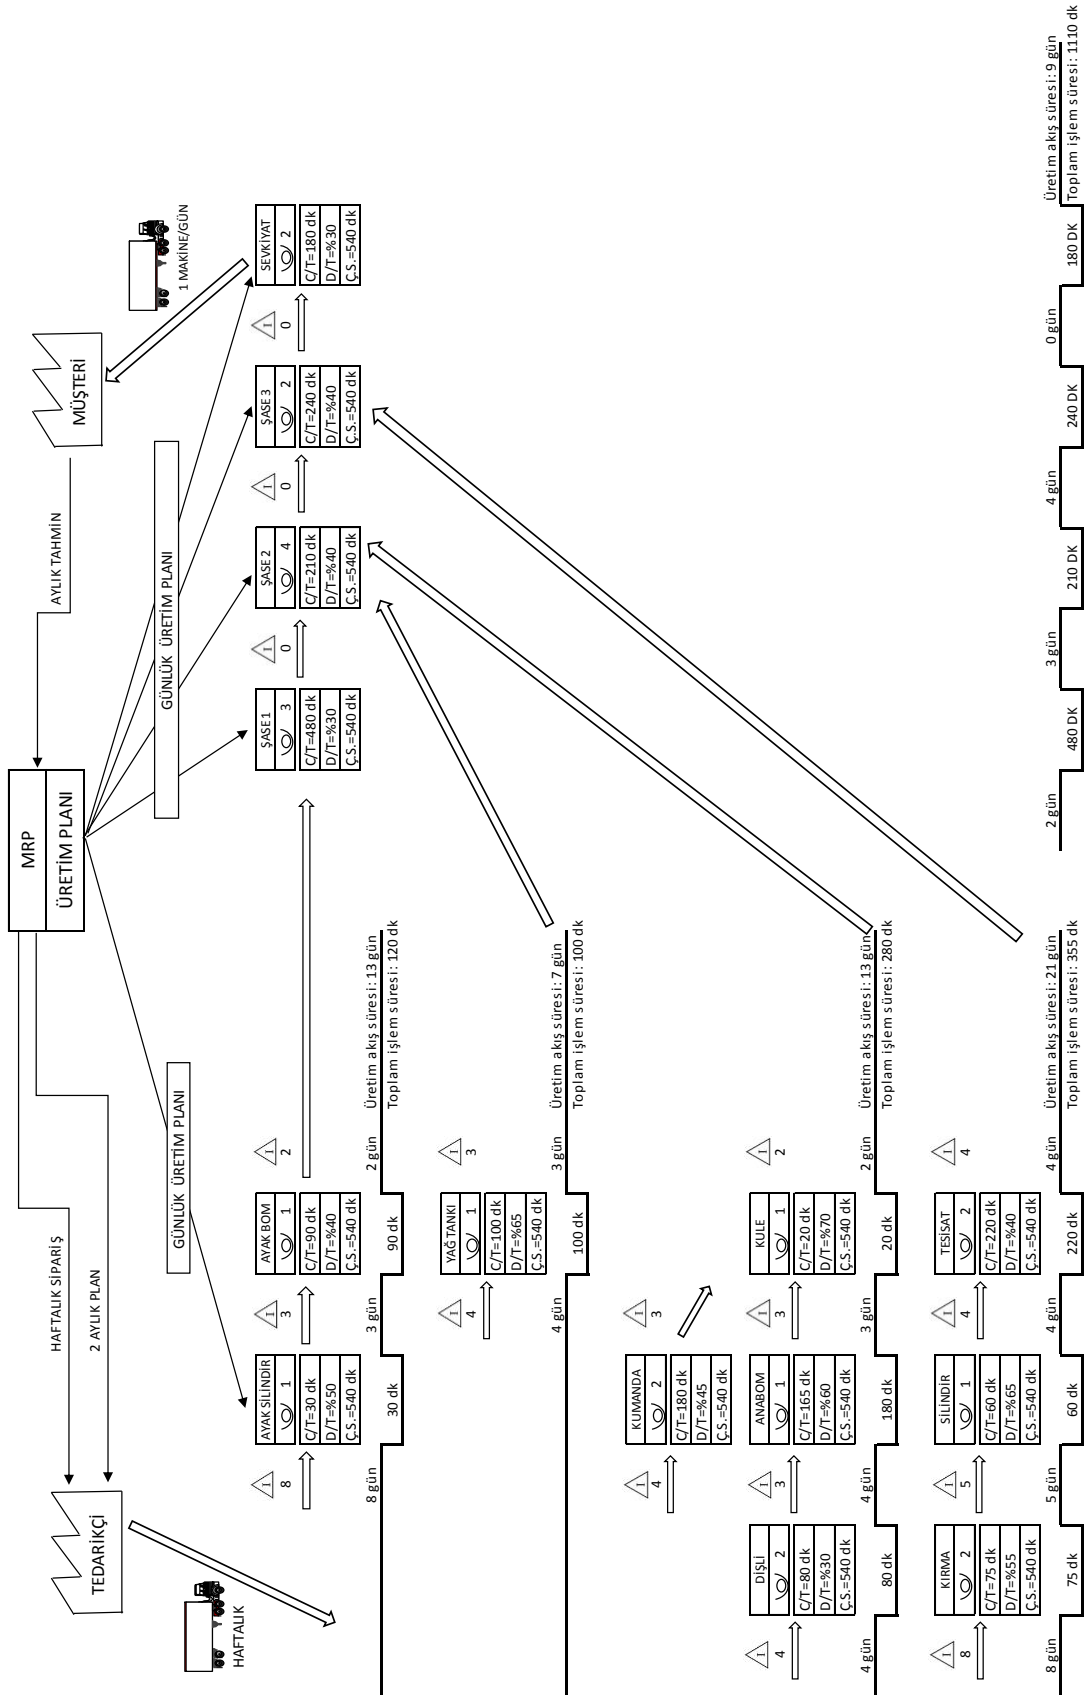 TEDARİKÇİ
HAFTALIK
HAFTALIK SİPARİŞ
2 AYLIK PLAN
MRP
ÜRETİM PLANI
AYLIK TAHMİN
MÜŞTERİ
1 MAKİNE/GÜN
GÜNLÜK ÜRETİM PLANI
GÜNLÜK ÜRETİM PLANI
I
8
AYAK SİLİNDİR
1
C/T=30 dk
D/T=%50
Ç.S.=540 dk
I
3
AYAK BOM
1
C/T=90 dk
D/T=%40
Ç.S.=540 dk
I
2
ŞASE1
3
C/T=480 dk
D/T=%30
Ç.S.=540 dk
I
0
ŞASE 2
4
C/T=210 dk
D/T=%40
Ç.S.=540 dk
I
0
ŞASE 3
2
C/T=240 dk
D/T=%40
Ç.S.=540 dk
I
0
SEVKİYAT
2
C/T=180 dk
D/T=%30
Ç.S.=540 dk
8 gün
30 dk
3 gün
90 dk
2 gün
Üretim akış süresi: 13 gün
Toplam işlem süresi: 120 dk
I
4
YAĞ TANKI
1
C/T=100 dk
D/T=%65
Ç.S.=540 dk
I
3
4 gün
100 dk
3 gün
Üretim akış süresi: 7 gün
Toplam işlem süresi: 100 dk
I
4
KUMANDA
2
C/T=180 dk
D/T=%45
Ç.S.=540 dk
I
3
I
4
DİŞLİ
2
C/T=80 dk
D/T=%30
Ç.S.=540 dk
I
3
ANABOM
1
C/T=165 dk
D/T=%60
Ç.S.=540 dk
I
3
KULE
1
C/T=20 dk
D/T=%70
Ç.S.=540 dk
I
2
4 gün
80 dk
4 gün
180 dk
3 gün
20 dk
2 gün
Üretim akış süresi: 13 gün
Toplam işlem süresi: 280 dk
I
8
KIRMA
2
C/T=75 dk
D/T=%55
Ç.S.=540 dk
I
5
SİLİNDİR
1
C/T=60 dk
D/T=%65
Ç.S.=540 dk
I
4
TESİSAT
2
C/T=220 dk
D/T=%40
Ç.S.=540 dk
I
4
8 gün
75 dk
5 gün
60 dk
4 gün
220 dk
4 gün
Üretim akış süresi: 21 gün
Toplam işlem süresi: 355 dk
2 gün
480 DK
3 gün
210 DK
4 gün
240 DK
0 gün
180 DK
Üretim akış süresi: 9 gün
Toplam işlem süresi: 1110 dk